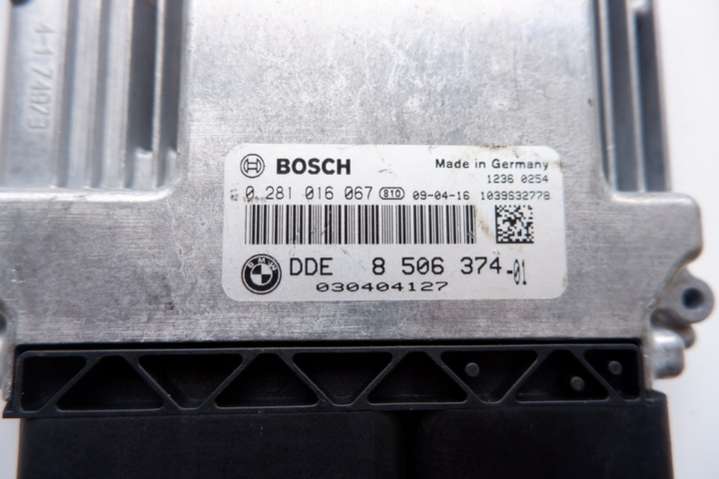 BOSCH
Made in Germany
1236 0254
0 281 016 067 810 09-04-16 1039S32778
BMW
DDE 8 506 374-01
030404127